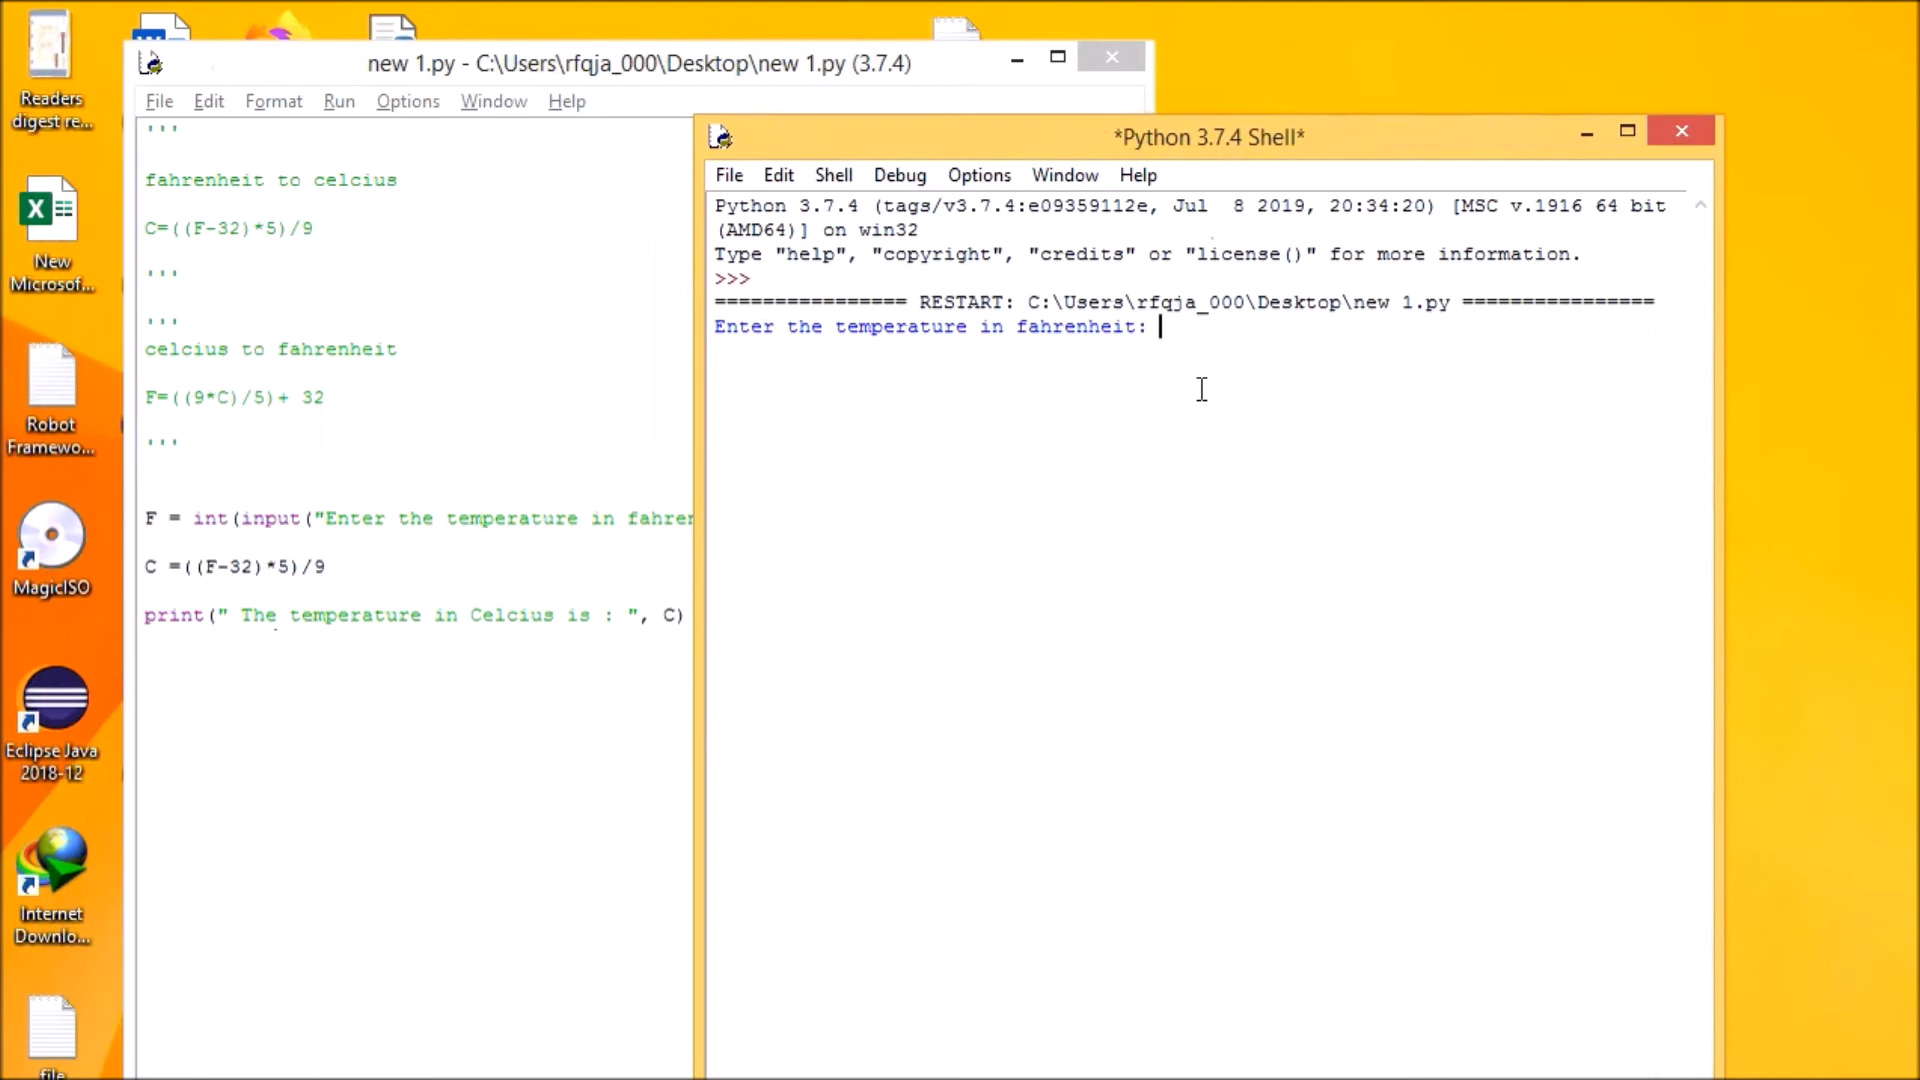 Readers
digest re...
New
Microsof...
Robot
Framewo...
MagicISO
Eclipse Java
2018-12
Internet
Downlo...
file
new 1.py - C:\Users\rfqja_000\Desktop\new 1.py (3.7.4)
File Edit Format Run Options Window Help
'''
fahrenheit to celcius
C=((F-32)*5)/9
'''
'''
celcius to fahrenheit
F=((9*C)/5)+ 32
'''
F = int(input("Enter the temperature in fahren
C =((F-32)*5)/9
print(" The temperature in Celcius is : ", C)
*Python 3.7.4 Shell*
File Edit Shell Debug Options Window Help
Python 3.7.4 (tags/v3.7.4:e09359112e, Jul  8 2019, 20:34:20) [MSC v.1916 64 bit
(AMD64)] on win32
Type "help", "copyright", "credits" or "license()" for more information.
>>>
================ RESTART: C:\Users\rfqja_000\Desktop\new 1.py ================
Enter the temperature in fahrenheit: